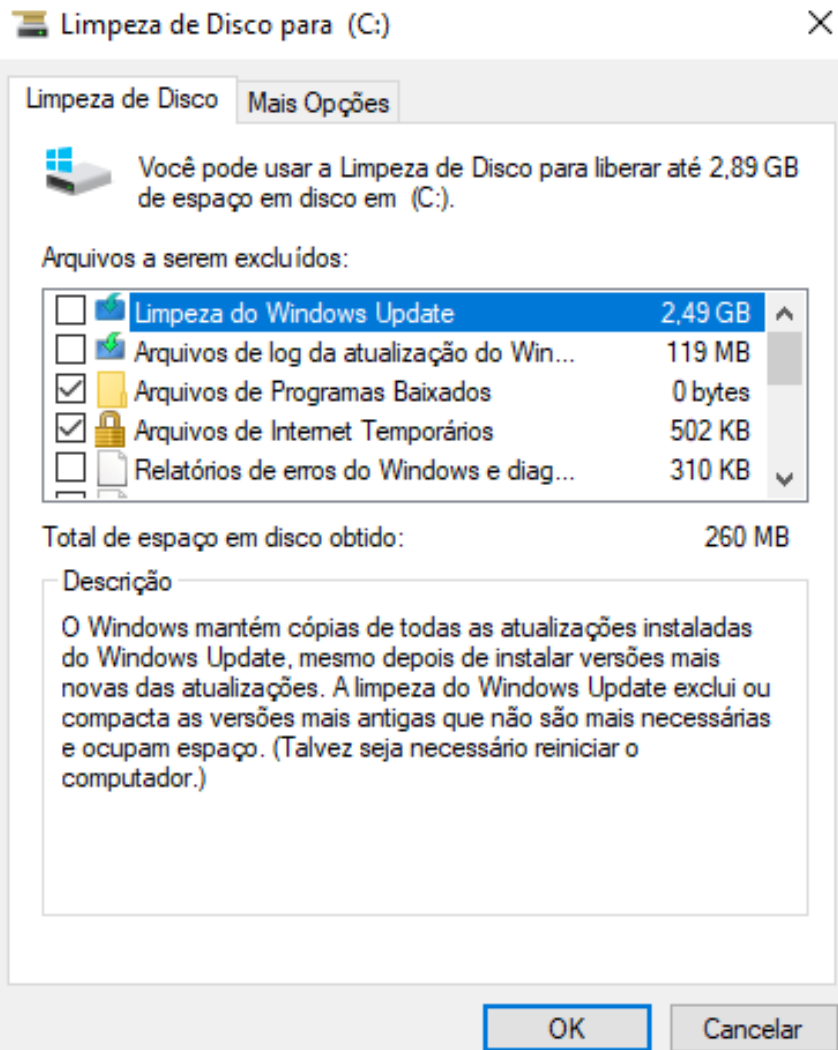 Limpeza de Disco para (C:)
Limpeza de Disco
Mais Opções
Você pode usar a Limpeza de Disco para liberar até 2,89 GB
de espaço em disco em (C:).
Arquivos a serem excluídos:
Limpeza do Windows Update 2,49 GB
Arquivos de log da atualização do Win... 119 MB
Arquivos de Programas Baixados 0 bytes
Arquivos de Internet Temporários 502 KB
Relatórios de erros do Windows e diag... 310 KB
Total de espaço em disco obtido: 260 MB
Descrição
O Windows mantém cópias de todas as atualizações instaladas
do Windows Update, mesmo depois de instalar versões mais
novas das atualizações. A limpeza do Windows Update exclui ou
compacta as versões mais antigas que não são mais necessárias
e ocupam espaço. (Talvez seja necessário reiniciar o
computador.)
OK
Cancelar